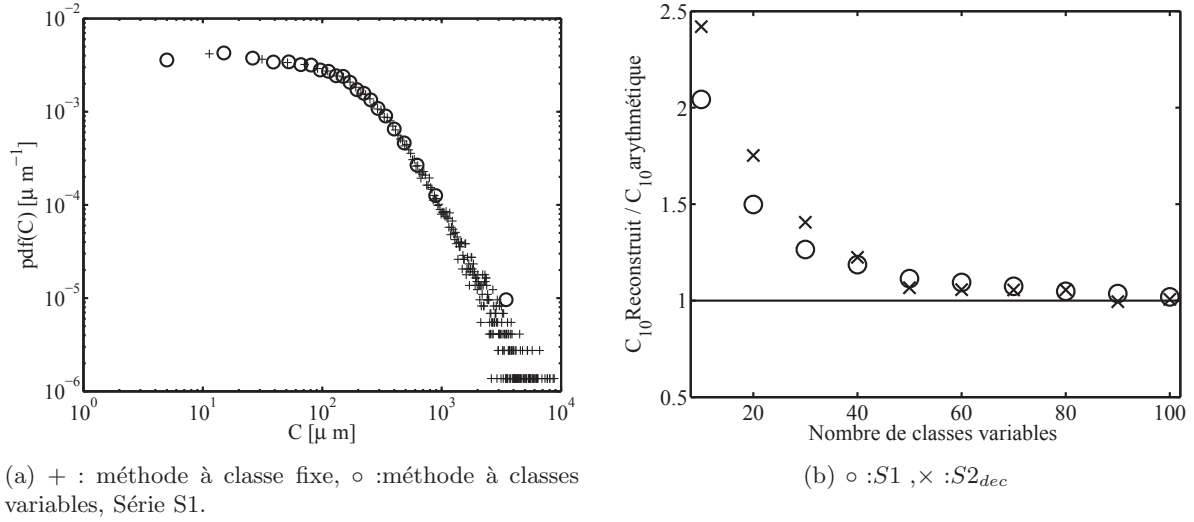 10^-2
10^-3
10^-4
10^-5
10^-6
pdf(C) [µ m^-1]
10^0 10^1 10^2 10^3 10^4
C [µ m]
(a) + : méthode à classe fixe, ○ :méthode à classes
variables, Série S1.
2.5
2
1.5
1
0.5
C_10 Reconstruit / C_10 arythmétique
20 40 60 80 100
Nombre de classes variables
(b) ○ :S1 ,× :S2_dec